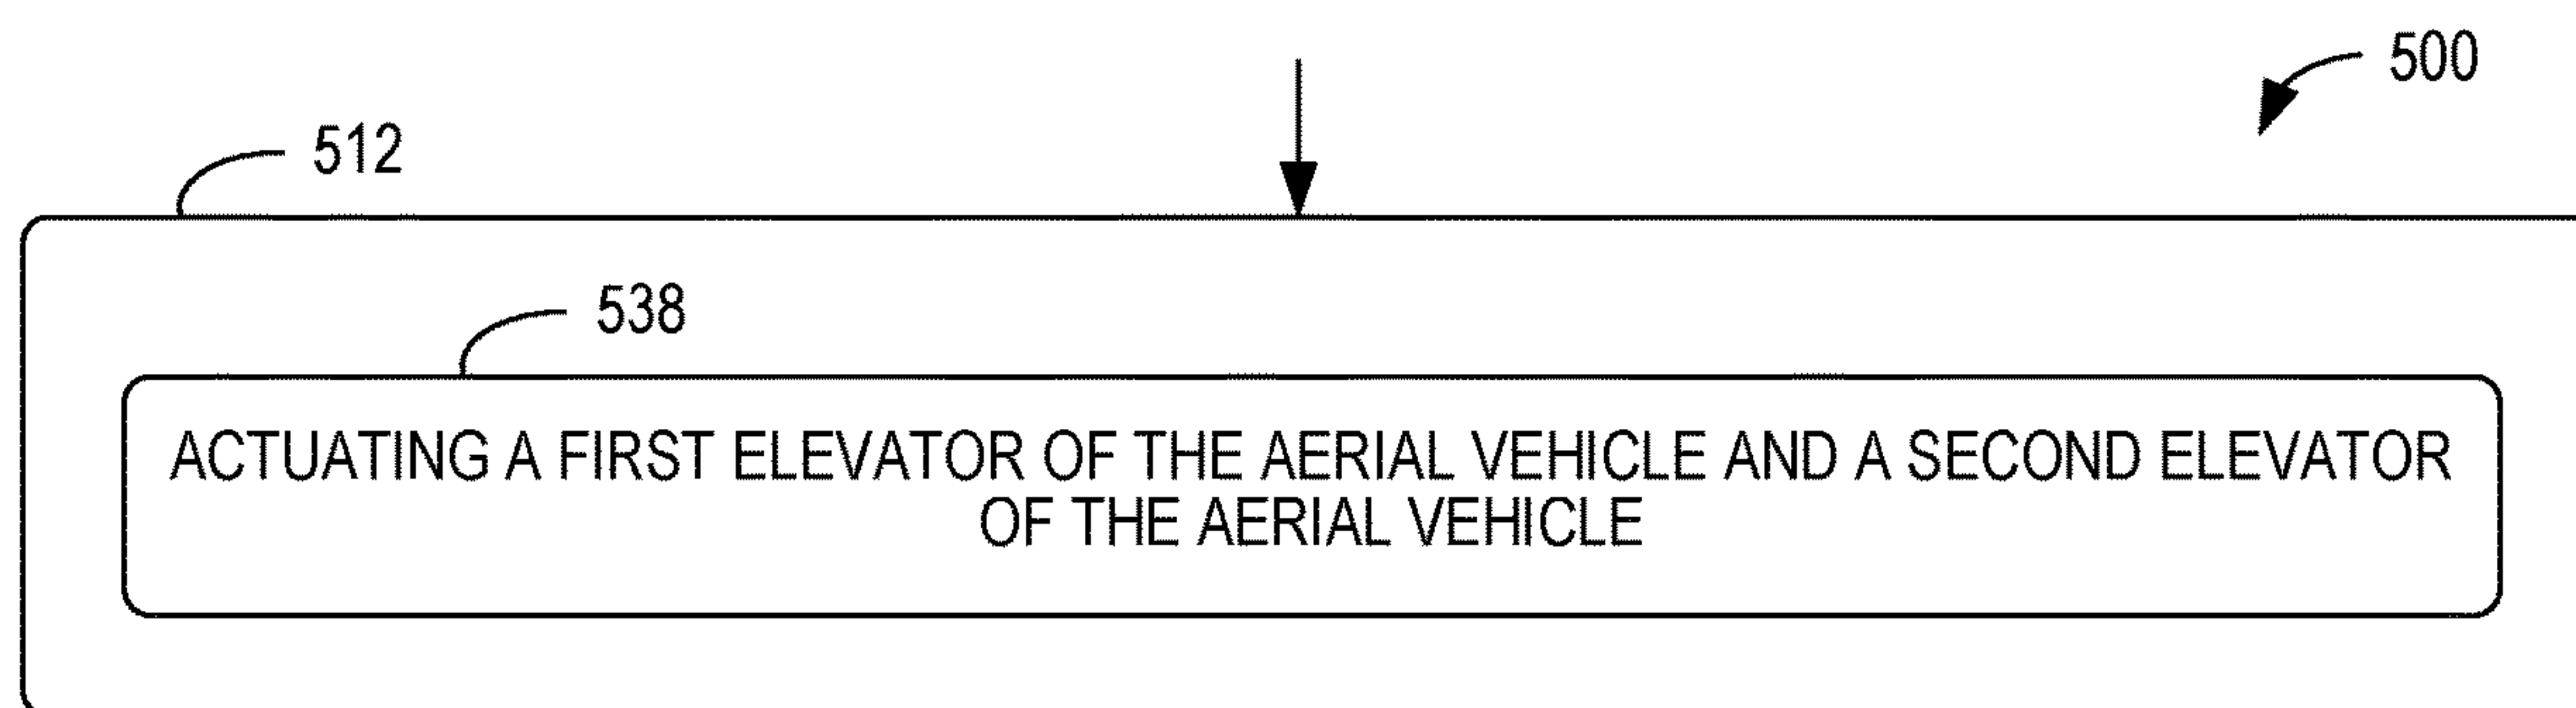 500
512
538
ACTUATING A FIRST ELEVATOR OF THE AERIAL VEHICLE AND A SECOND ELEVATOR
OF THE AERIAL VEHICLE